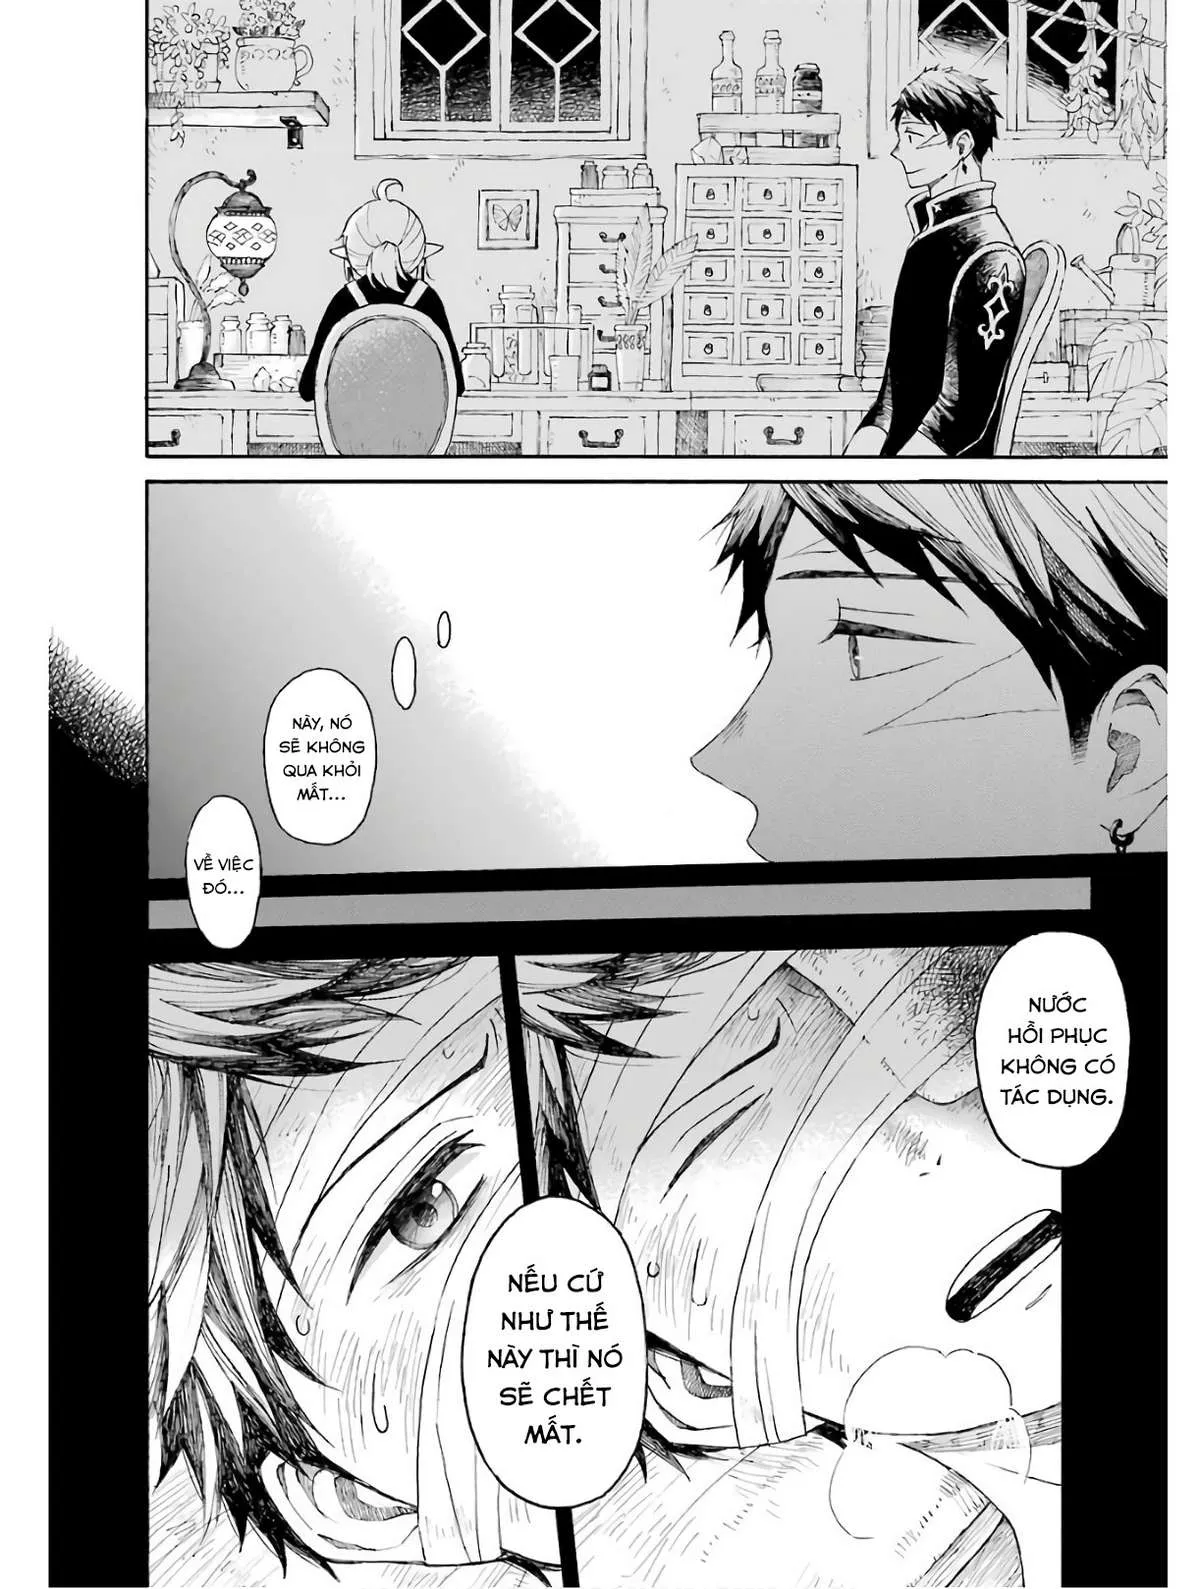 NÀY, NÓ
SẼ KHÔNG
QUA KHỎI
MẤT...
VỀ VIỆC
ĐÓ...
NƯỚC
HỒI PHỤC
KHÔNG CÓ
TÁC DỤNG.
NẾU CỨ
NHƯ THẾ
NÀY THÌ NÓ
SẼ CHẾT
MẤT.